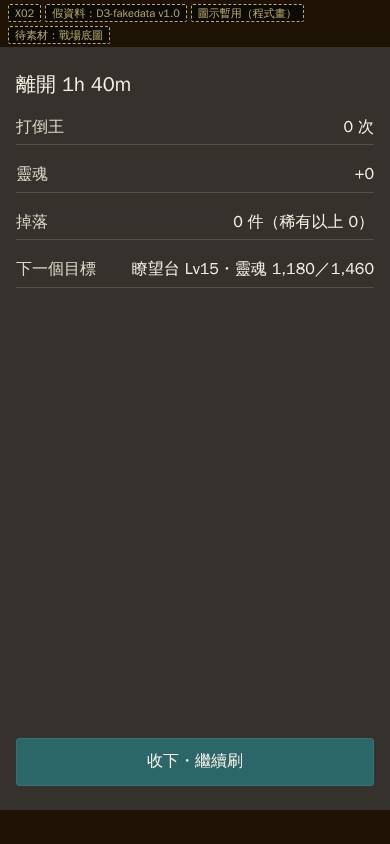 X02 假資料：D3-fakedata v1.0 圖示暫用（程式畫）
待素材：戰場底圖
離開 1h 40m
打倒王 0 次
靈魂 +0
掉落 0 件（稀有以上 0）
下一個目標 瞭望台 Lv15・靈魂 1,180／1,460
收下・繼續刷